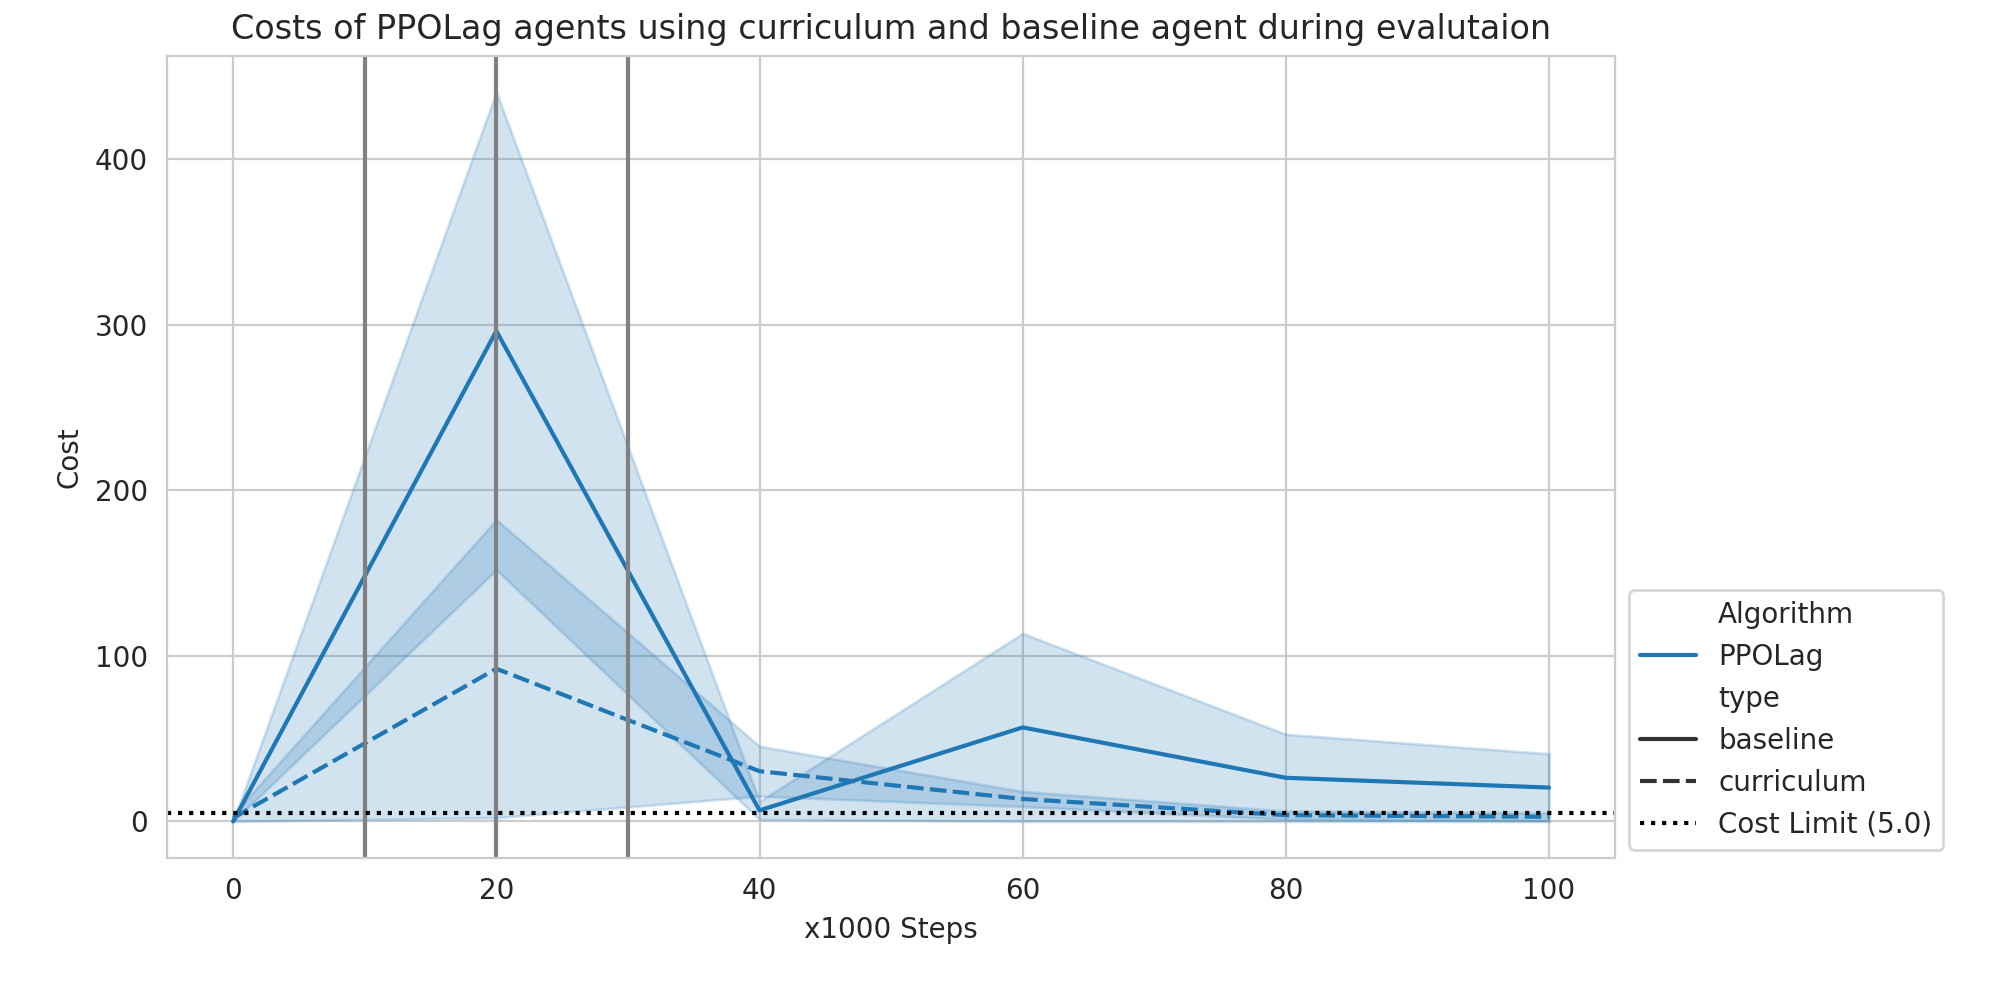 Costs of PPOLag agents using curriculum and baseline agent during evalutaion
400
300
200
100
0
Cost
0 20 40 60 80 100
x1000 Steps
Algorithm
PPOLag
type
baseline
curriculum
Cost Limit (5.0)